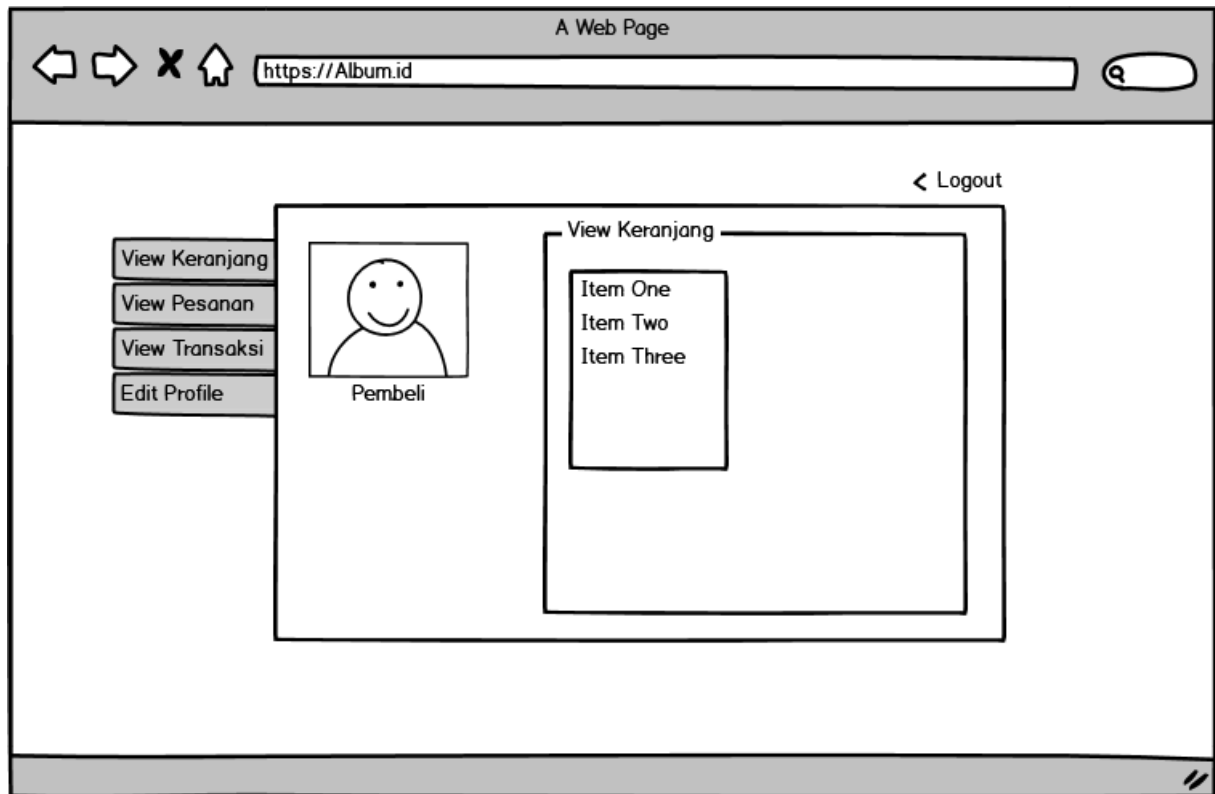 A Web Page
https://Album.id
Logout
View Keranjang
View Pesanan
View Transaksi
Edit Profile
Pembeli
View Keranjang
Item One
Item Two
Item Three